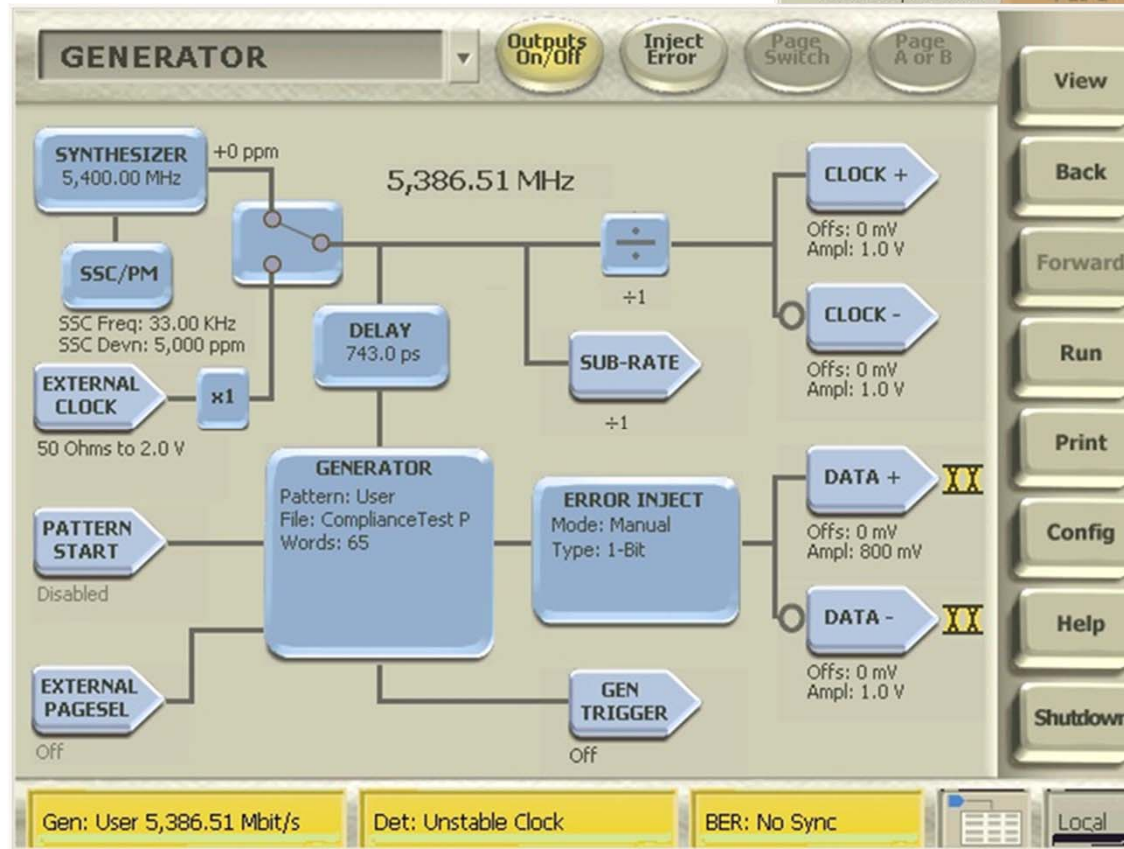 GENERATOR
Outputs
On/Off
Inject
Error
Page
Switch
Page
A or B
View
Back
Forward
Run
Print
Config
Help
Shutdown
SYNTHESIZER
5,400.00 MHz
+0 ppm
5,386.51 MHz
SSC/PM
SSC Freq: 33.00 KHz
SSC Devn: 5,000 ppm
EXTERNAL
CLOCK
x1
50 Ohms to 2.0 V
DELAY
743.0 ps
÷
÷1
SUB-RATE
÷1
CLOCK +
Offs: 0 mV
Ampl: 1.0 V
CLOCK -
Offs: 0 mV
Ampl: 1.0 V
PATTERN
START
Disabled
EXTERNAL
PAGESEL
Off
GENERATOR
Pattern: User
File: ComplianceTest P
Words: 65
ERROR INJECT
Mode: Manual
Type: 1-Bit
GEN
TRIGGER
Off
DATA +
Offs: 0 mV
Ampl: 800 mV
DATA -
Offs: 0 mV
Ampl: 1.0 V
Gen: User 5,386.51 Mbit/s
Det: Unstable Clock
BER: No Sync
Local